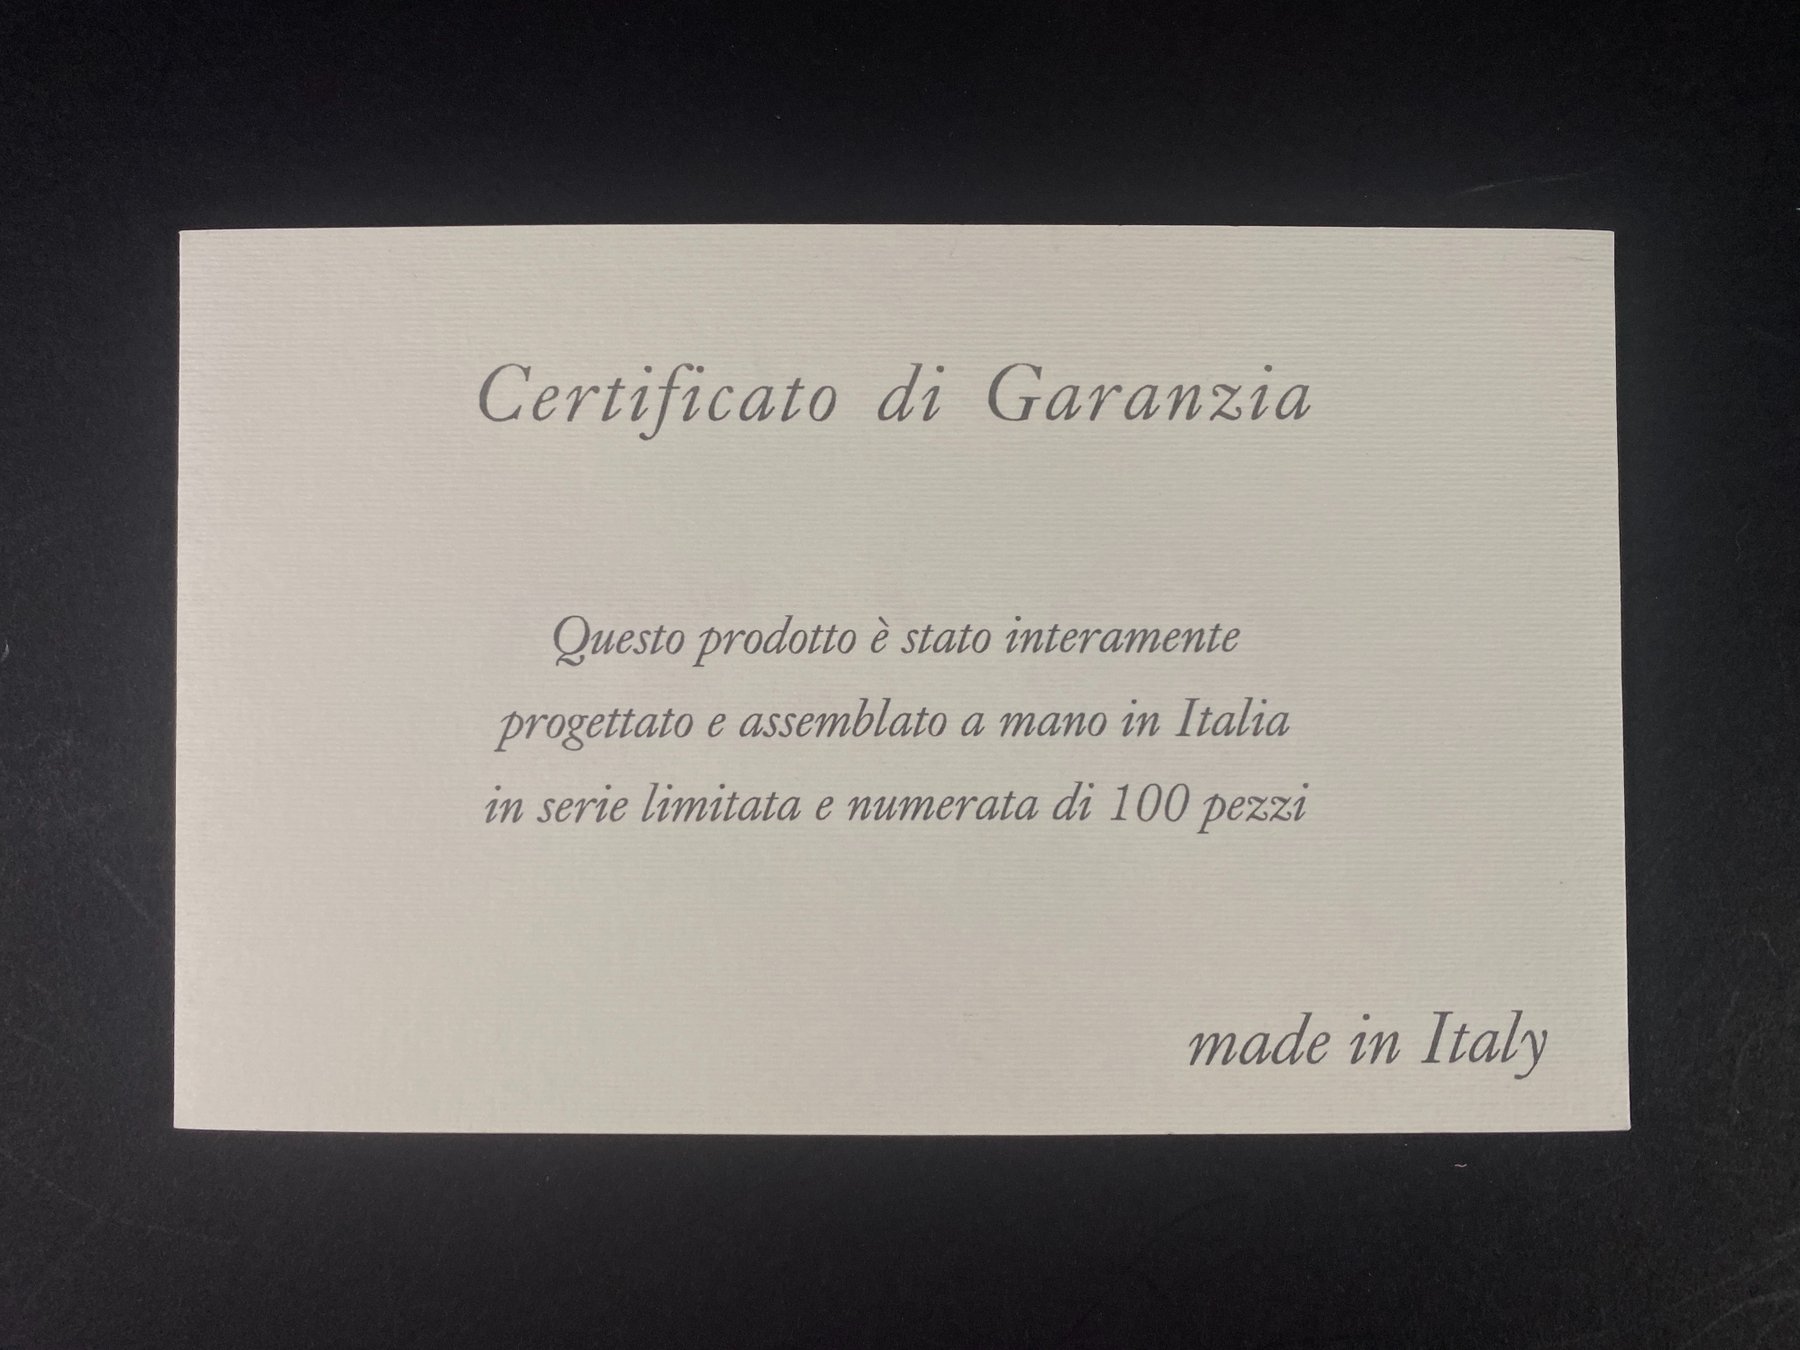 Certificato di Garanzia
Questo prodotto è stato interamente
progettato e assemblato a mano in Italia
in serie limitata e numerata di 100 pezzi
made in Italy